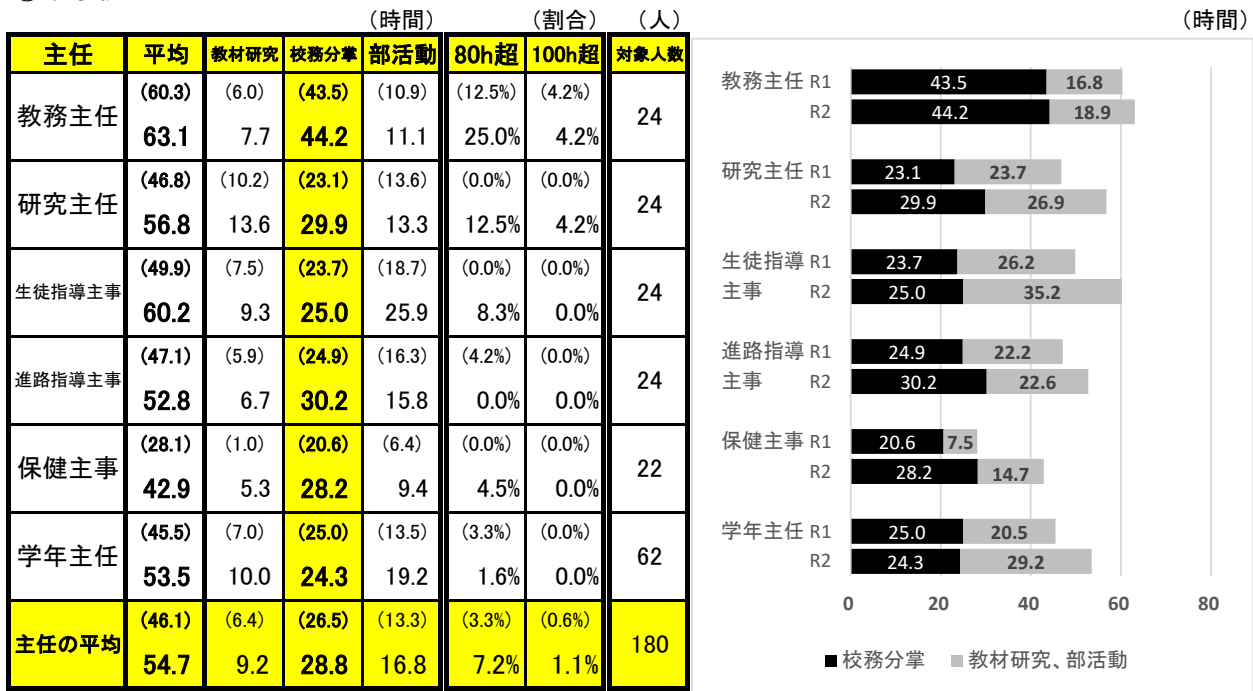 （時間） （割合） （人） （時間）
主任 平均 教材研究 校務分掌 部活動 80h超 100h超 対象人数
教務主任 (60.3) (6.0) (43.5) (10.9) (12.5%) (4.2%) 24
63.1 7.7 44.2 11.1 25.0% 4.2%
研究主任 (46.8) (10.2) (23.1) (13.6) (0.0%) (0.0%) 24
56.8 13.6 29.9 13.3 12.5% 4.2%
生徒指導主事 (49.9) (7.5) (23.7) (18.7) (0.0%) (0.0%) 24
60.2 9.3 25.0 25.9 8.3% 0.0%
進路指導主事 (47.1) (5.9) (24.9) (16.3) (4.2%) (0.0%) 24
52.8 6.7 30.2 15.8 0.0% 0.0%
保健主事 (28.1) (1.0) (20.6) (6.4) (0.0%) (0.0%) 22
42.9 5.3 28.2 9.4 4.5% 0.0%
学年主任 (45.5) (7.0) (25.0) (13.5) (3.3%) (0.0%) 62
53.5 10.0 24.3 19.2 1.6% 0.0%
主任の平均 (46.1) (6.4) (26.5) (13.3) (3.3%) (0.6%) 180
54.7 9.2 28.8 16.8 7.2% 1.1%
教務主任 R1 43.5 16.8
R2 44.2 18.9
研究主任 R1 23.1 23.7
R2 29.9 26.9
生徒指導 R1 23.7 26.2
主事 R2 25.0 35.2
進路指導 R1 24.9 22.2
主事 R2 30.2 22.6
保健主事 R1 20.6 7.5
R2 28.2 14.7
学年主任 R1 25.0 20.5
R2 24.3 29.2
0 20 40 60 80
■校務分掌 ■教材研究、部活動